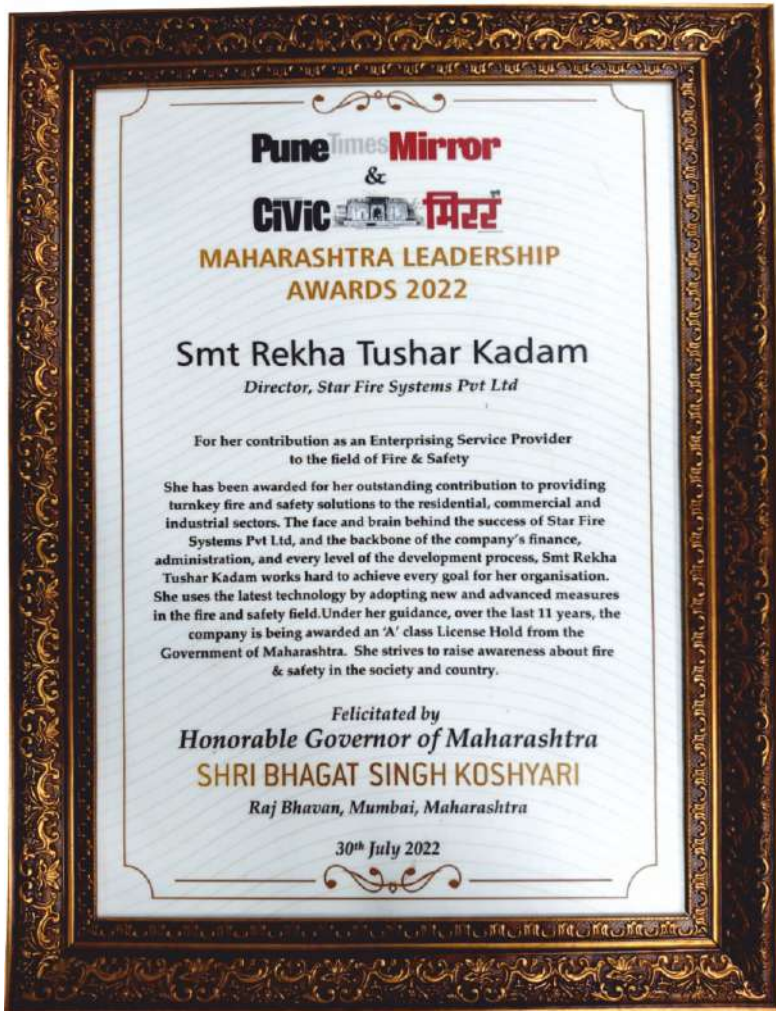 Pune Times Mirror
&
CiViC मिरर
MAHARASHTRA LEADERSHIP
AWARDS 2022
Smt Rekha Tushar Kadam
Director, Star Fire Systems Pvt Ltd
For her contribution as an Enterprising Service Provider
to the field of Fire & Safety
She has been awarded for her outstanding contribution to providing
turnkey fire and safety solutions to the residential, commercial and
industrial sectors. The face and brain behind the success of Star Fire
Systems Pvt Ltd, and the backbone of the company's finance,
administration, and every level of the development process, Smt Rekha
Tushar Kadam works hard to achieve every goal for her organisation.
She uses the latest technology by adopting new and advanced measures
in the fire and safety field.Under her guidance, over the last 11 years, the
company is being awarded an 'A' class License Hold from the
Government of Maharashtra. She strives to raise awareness about fire
& safety in the society and country.
Felicitated by
Honorable Governor of Maharashtra
SHRI BHAGAT SINGH KOSHYARI
Raj Bhavan, Mumbai, Maharashtra
30th July 2022